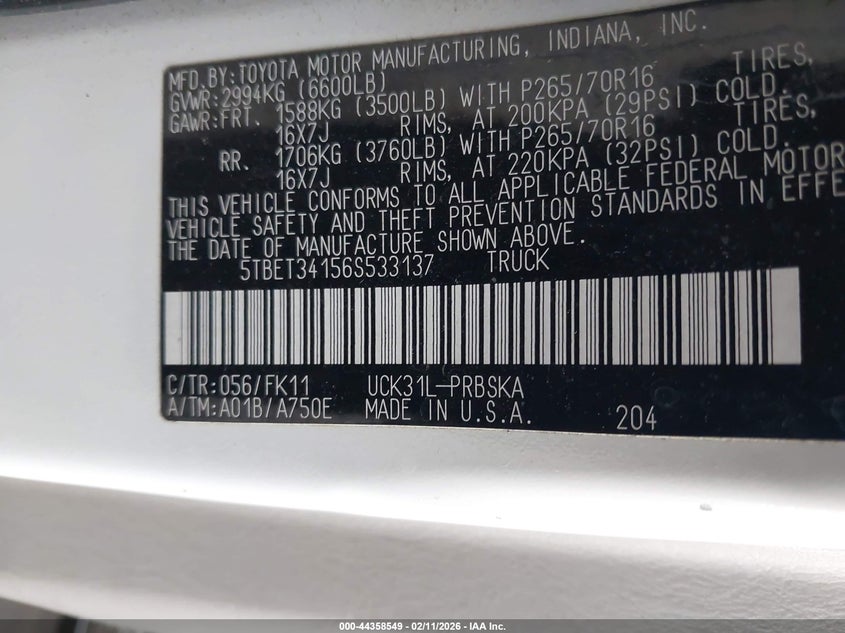 MFD.BY:TOYOTA MOTOR MANUFACTURING, INDIANA, INC.
GVWR:2994KG (6600LB)
GAWR:FRT. 1588KG (3500LB) WITH P265/70R16 TIRES,
16X7J RIMS, AT 200KPA (29PSI) COLD.
RR. 1706KG (3760LB) WITH P265/70R16 TIRES,
16X7J RIMS, AT 220KPA (32PSI) COLD.
THIS VEHICLE CONFORMS TO ALL APPLICABLE FEDERAL MOTOR
VEHICLE SAFETY AND THEFT PREVENTION STANDARDS IN EFFE
THE DATE OF MANUFACTURE SHOWN ABOVE.
5TBET34156S533137 TRUCK
C/TR:056/FK11 UCK31L-PRBSKA
A/TM:A01B/A750E MADE IN U.S.A. 204
000-44358549 — 02/11/2026 — IAA Inc.